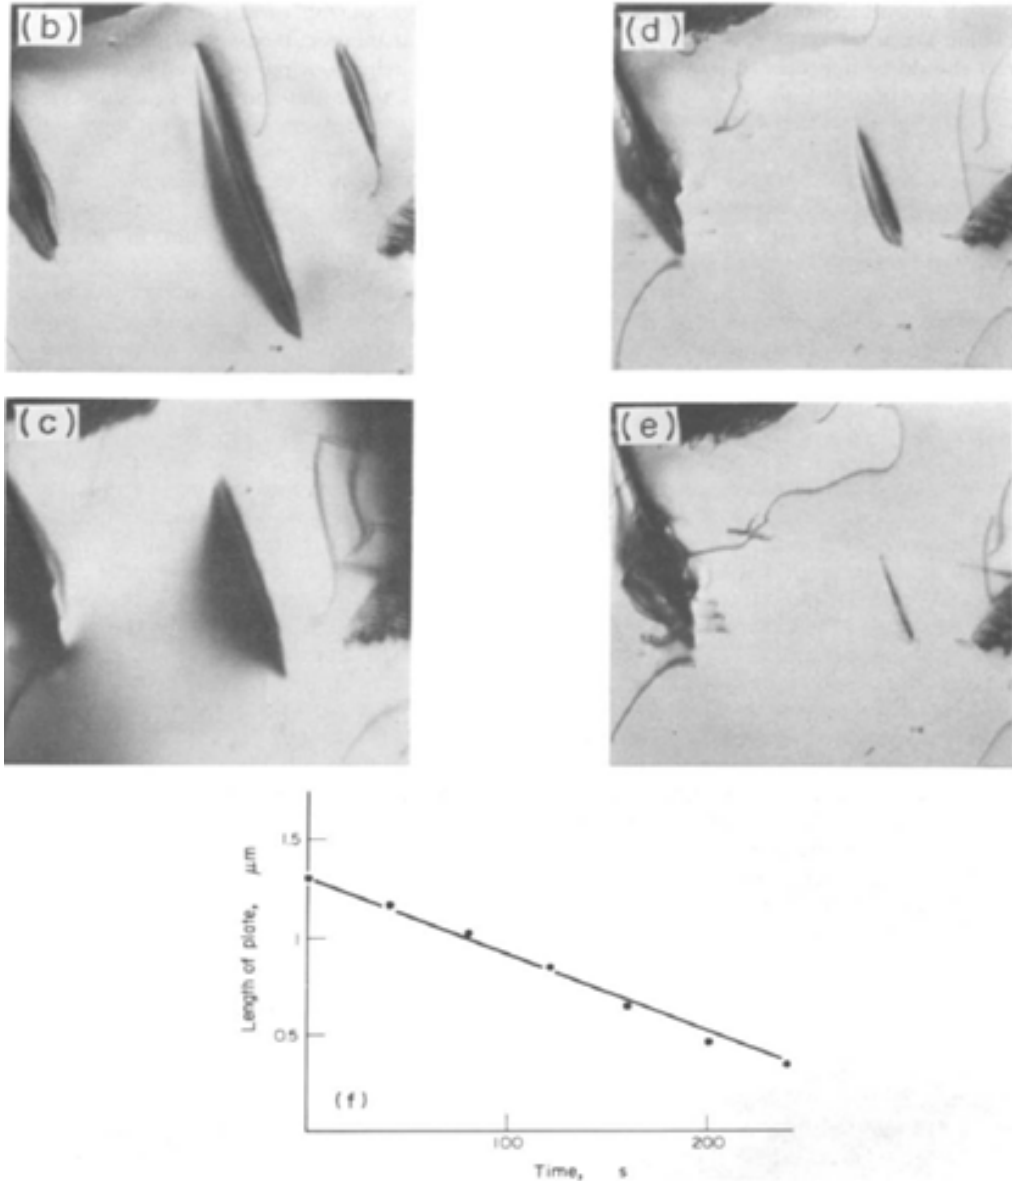 (b)
(d)
(c)
(e)
1.5
1
0.5
Length of plate, μm
(f)
100
200
Time, s